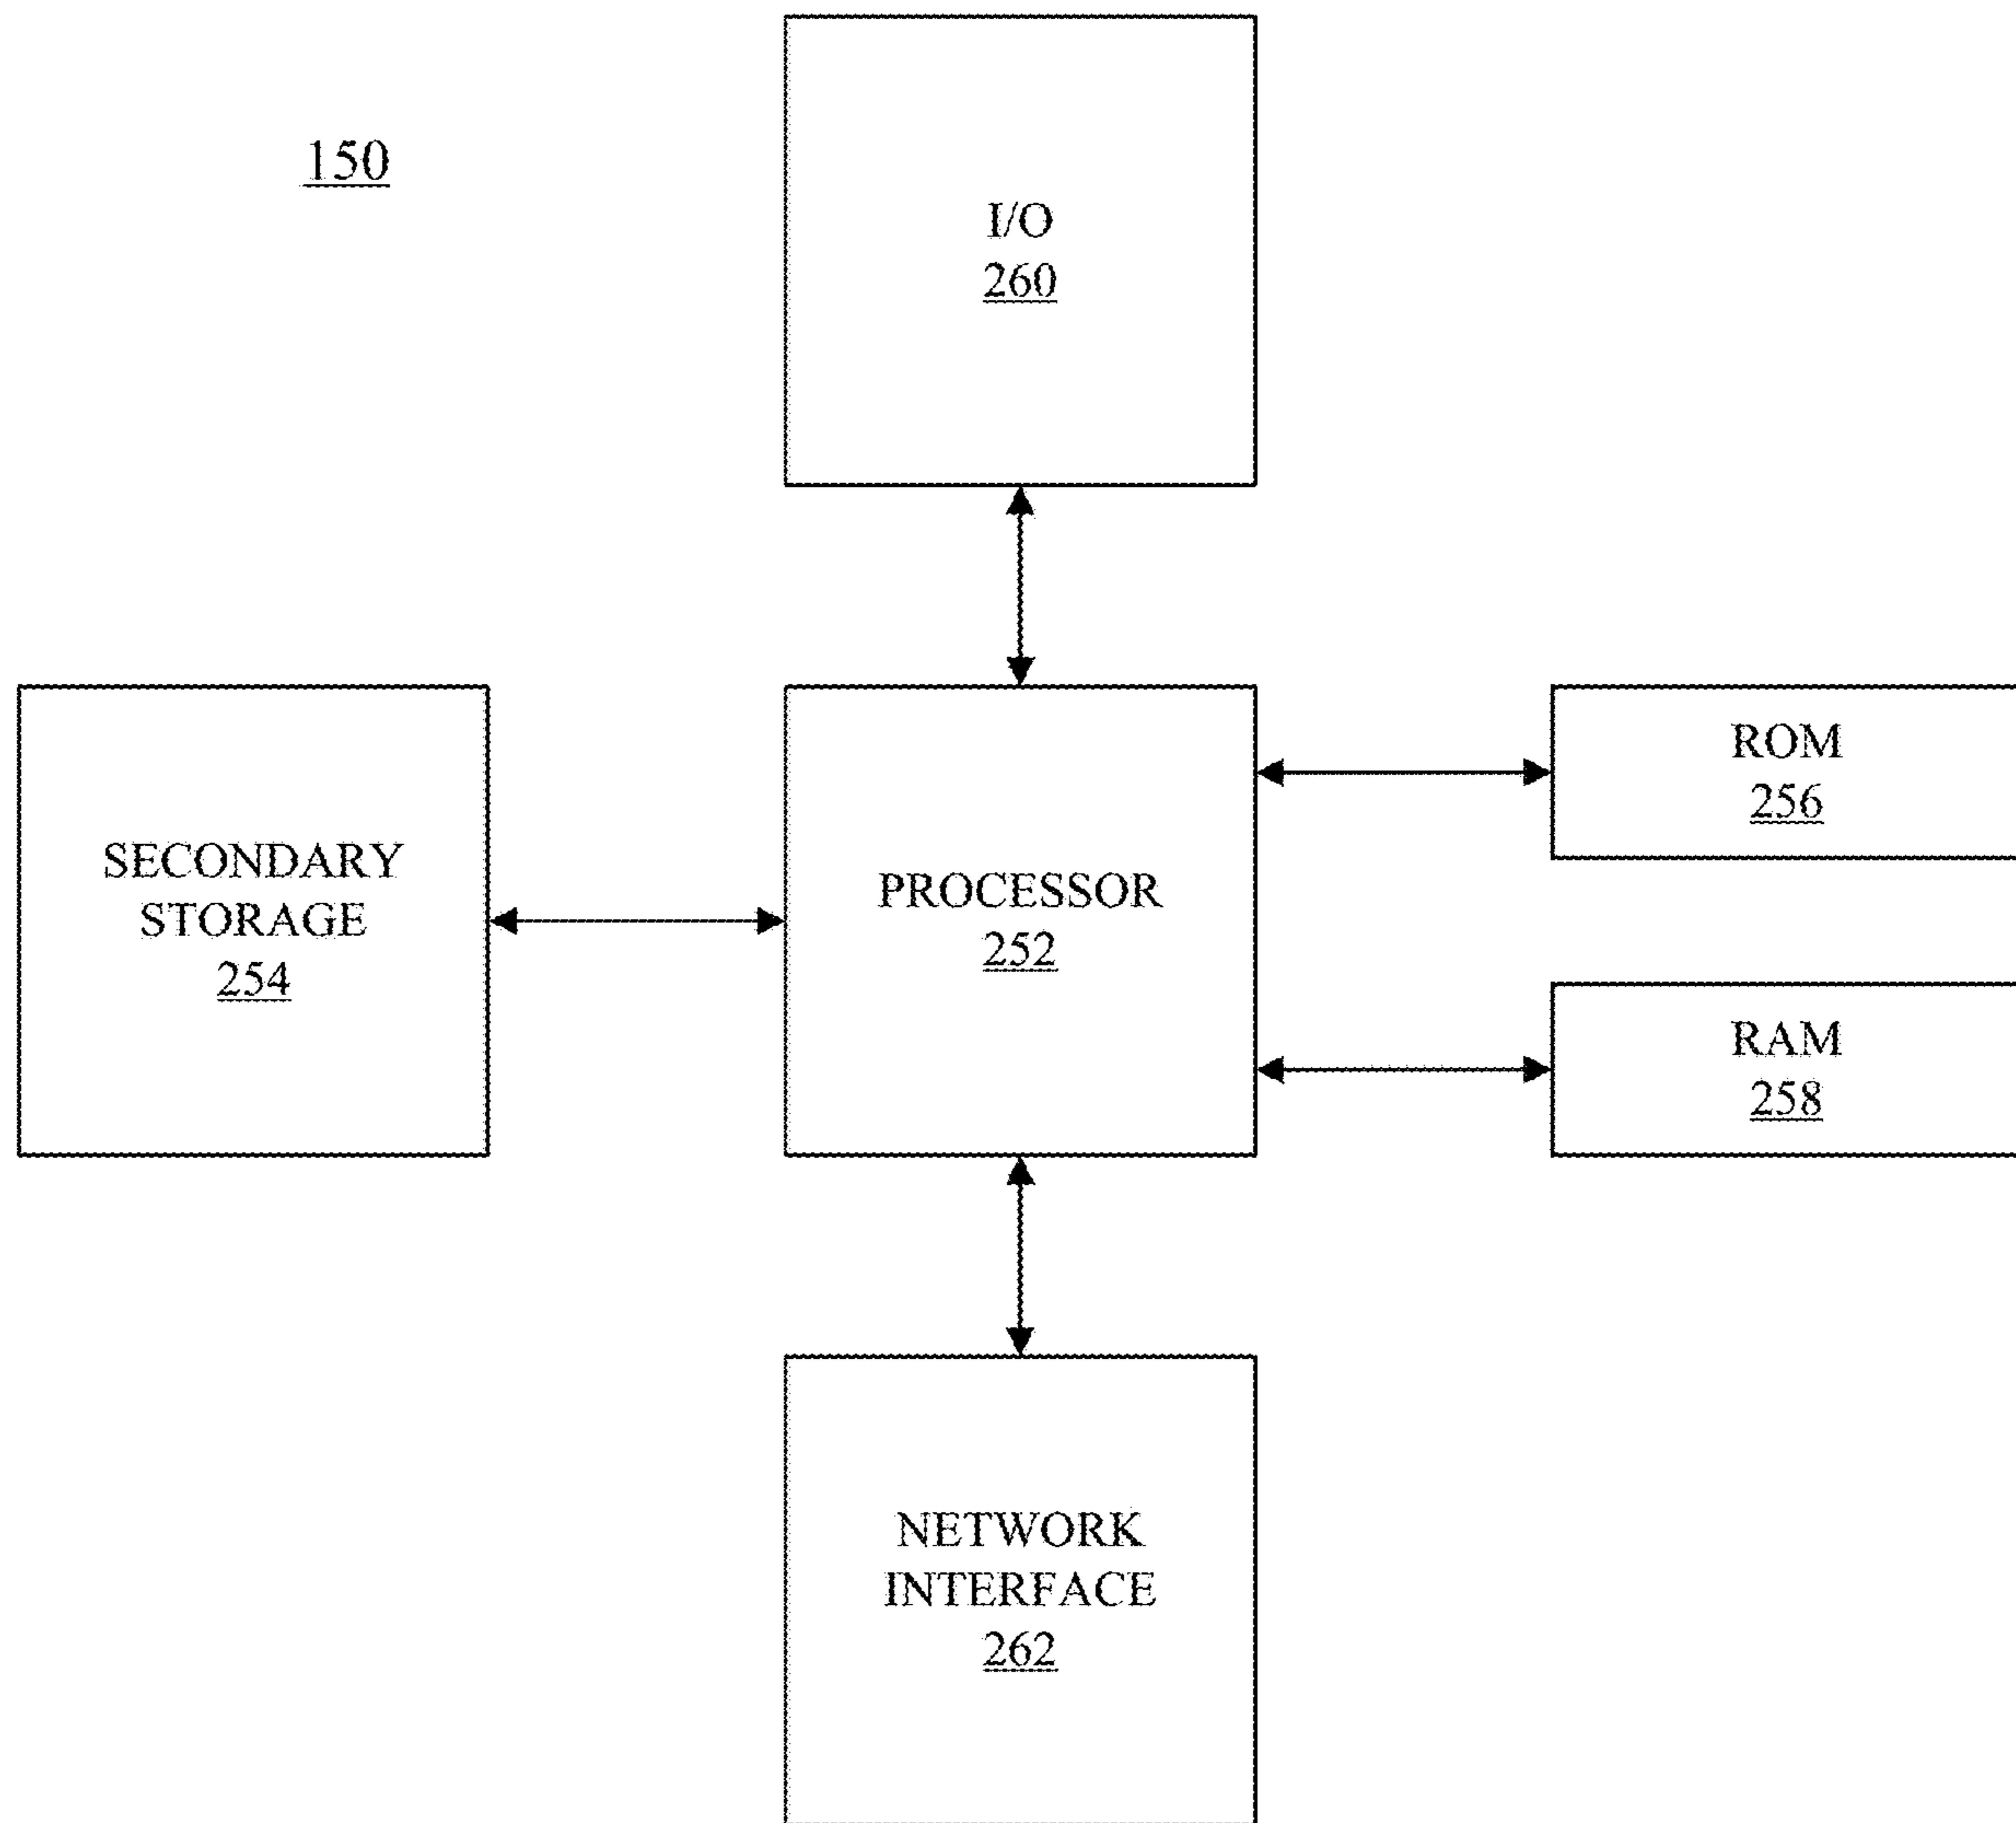 150
I/O
260
SECONDARY
STORAGE
254
PROCESSOR
252
ROM
256
RAM
258
NETWORK
INTERFACE
262